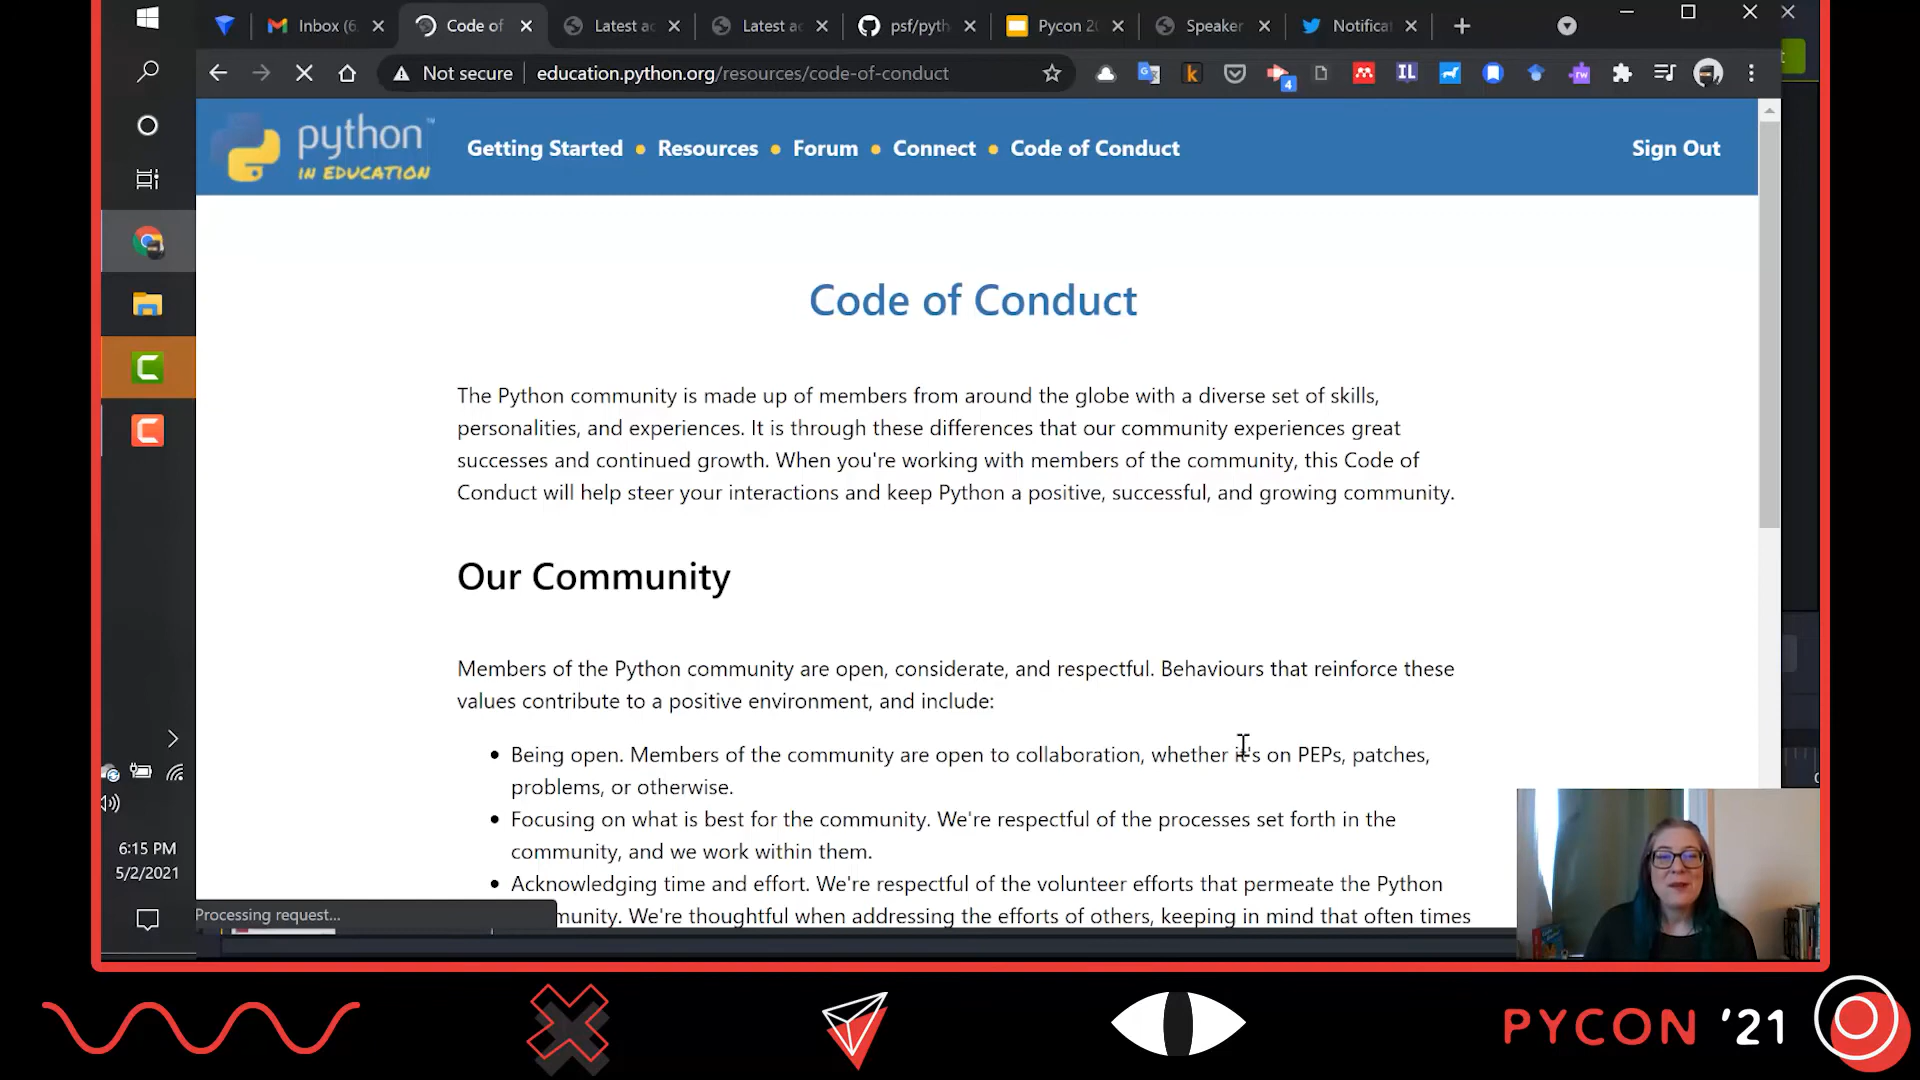 Inbox (6
Code of
Latest ac
Latest ac
psf/pyth
Pycon 2
Speaker
Notificat
Not secure
education.python.org/resources/code-of-conduct
4
python
IN EDUCATION
Getting Started • Resources • Forum • Connect • Code of Conduct
Sign Out
Code of Conduct
The Python community is made up of members from around the globe with a diverse set of skills,
personalities, and experiences. It is through these differences that our community experiences great
successes and continued growth. When you're working with members of the community, this Code of
Conduct will help steer your interactions and keep Python a positive, successful, and growing community.
Our Community
Members of the Python community are open, considerate, and respectful. Behaviours that reinforce these
values contribute to a positive environment, and include:
• Being open. Members of the community are open to collaboration, whether it's on PEPs, patches,
problems, or otherwise.
• Focusing on what is best for the community. We're respectful of the processes set forth in the
community, and we work within them.
• Acknowledging time and effort. We're respectful of the volunteer efforts that permeate the Python
munity. We're thoughtful when addressing the efforts of others, keeping in mind that often times
Processing request...
6:15 PM
5/2/2021
PYCON '21